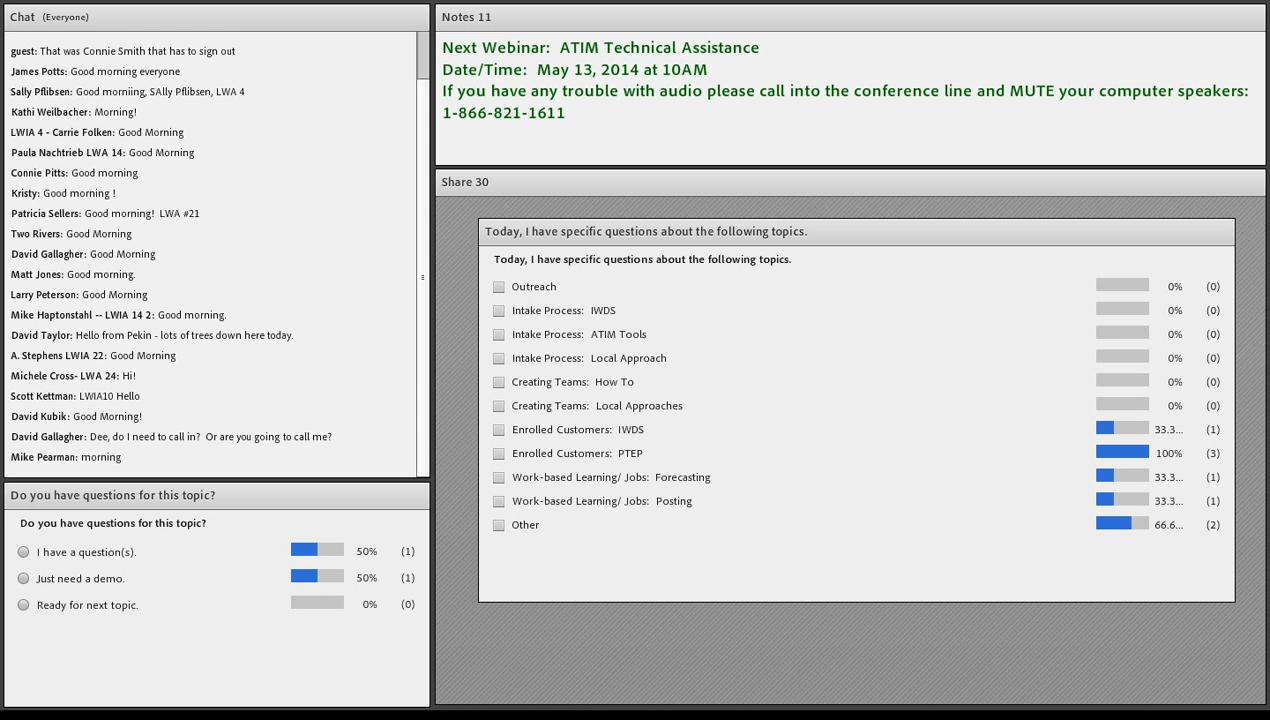 Chat (Everyone)
guest: That was Connie Smith that has to sign out
James Potts: Good morning everyone
Sally Pflibsen: Good morniing, SAlly Pflibsen, LWA 4
Kathi Weilbacher: Morning!
LWIA 4 - Carrie Folken: Good Morning
Paula Nachtrieb LWA 14: Good Morning
Connie Pitts: Good morning
Kristy: Good morning !
Patricia Sellers: Good morning! LWA #21
Two Rivers: Good Morning
David Gallagher: Good Morning
Matt Jones: Good morning.
Larry Peterson: Good Morning
Mike Haptonstahl -- LWIA 14 2: Good morning.
David Taylor: Hello from Pekin - lots of trees down here today.
A. Stephens LWIA 22: Good Morning
Michele Cross- LWA 24: Hi!
Scott Kettman: LWIA10 Hello
David Kubik: Good Morning!
David Gallagher: Dee, do I need to call in? Or are you going to call me?
Mike Pearman: morning
Do you have questions for this topic?
Do you have questions for this topic?
I have a question(s). 50% (1)
Just need a demo. 50% (1)
Ready for next topic. 0% (0)
Notes 11
Next Webinar: ATIM Technical Assistance
Date/Time: May 13, 2014 at 10AM
If you have any trouble with audio please call into the conference line and MUTE your computer speakers:
1-866-821-1611
Share 30
Today, I have specific questions about the following topics.
Today, I have specific questions about the following topics.
Outreach 0% (0)
Intake Process: IWDS 0% (0)
Intake Process: ATIM Tools 0% (0)
Intake Process: Local Approach 0% (0)
Creating Teams: How To 0% (0)
Creating Teams: Local Approaches 0% (0)
Enrolled Customers: IWDS 33.3... (1)
Enrolled Customers: PTEP 100% (3)
Work-based Learning/ Jobs: Forecasting 33.3... (1)
Work-based Learning/ Jobs: Posting 33.3... (1)
Other 66.6... (2)